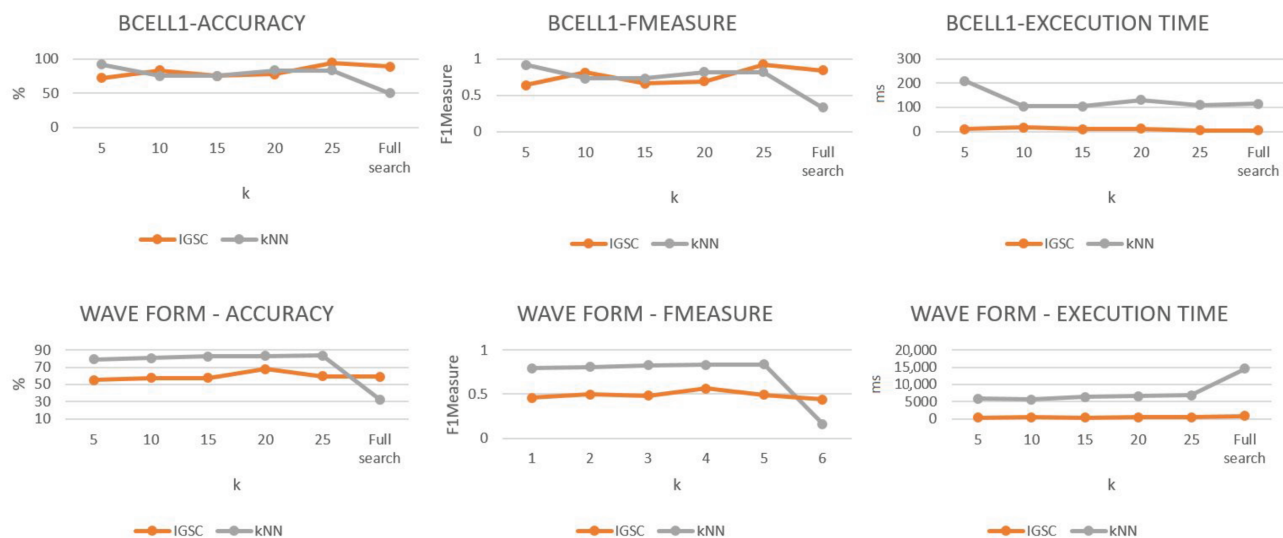 BCELL1-ACCURACY
100
50
0
%
5 10 15 20 25 Full search
k
IGSC kNN
BCELL1-FMEASURE
1
0.5
0
F1Measure
5 10 15 20 25 Full search
k
IGSC kNN
BCELL1-EXCECUTION TIME
300
200
100
0
ms
5 10 15 20 25 Full search
k
IGSC kNN
WAVE FORM - ACCURACY
90
70
50
30
10
%
5 10 15 20 25 Full search
k
IGSC kNN
WAVE FORM - FMEASURE
1
0.5
0
F1Measure
1 2 3 4 5 6
k
IGSC kNN
WAVE FORM - EXECUTION TIME
20,000
15,000
10,000
5000
0
ms
5 10 15 20 25 Full search
k
IGSC kNN